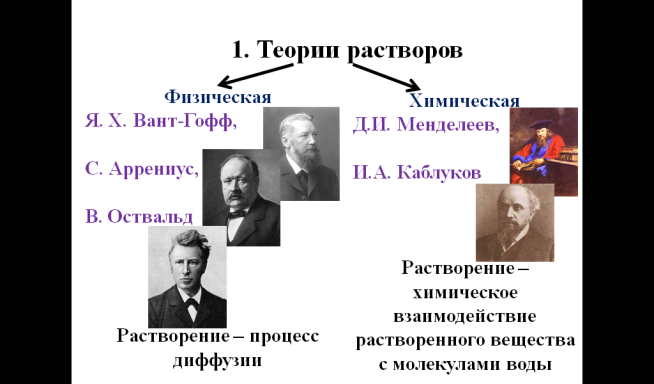 1. Теории растворов
Физическая
Я. Х. Вант-Гофф,
С. Аррениус,
В. Оствальд
Растворение – процесс
диффузии
Химическая
Д.И. Менделеев,
И.А. Каблуков
Растворение –
химическое
взаимодействие
растворенного вещества
с молекулами воды